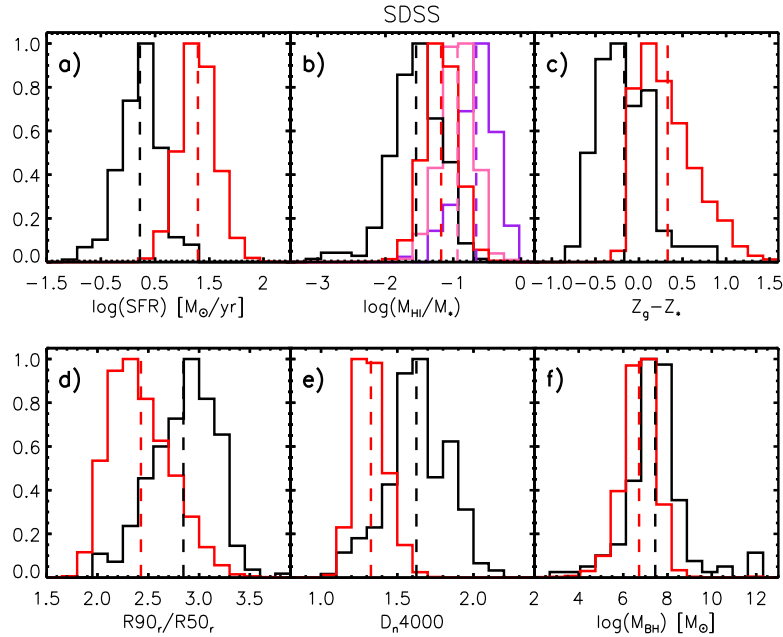 SDSS
a) b) c)
1.0
0.8
0.6
0.4
0.2
0.0
−1.5 −0.5 0.5 1.5 2 −3 −2 −1 0 −1.0 −0.5 0.0 0.5 1.0 1.5
log(SFR) [M⊙/yr] log(M_HI/M_*) Z_g−Z_*
d) e) f)
1.0
0.8
0.6
0.4
0.2
0.0
1.5 2.0 2.5 3.0 3.5 1.0 1.5 2.0 2 4 6 8 10 12
R90_r/R50_r D_n4000 log(M_BH) [M⊙]